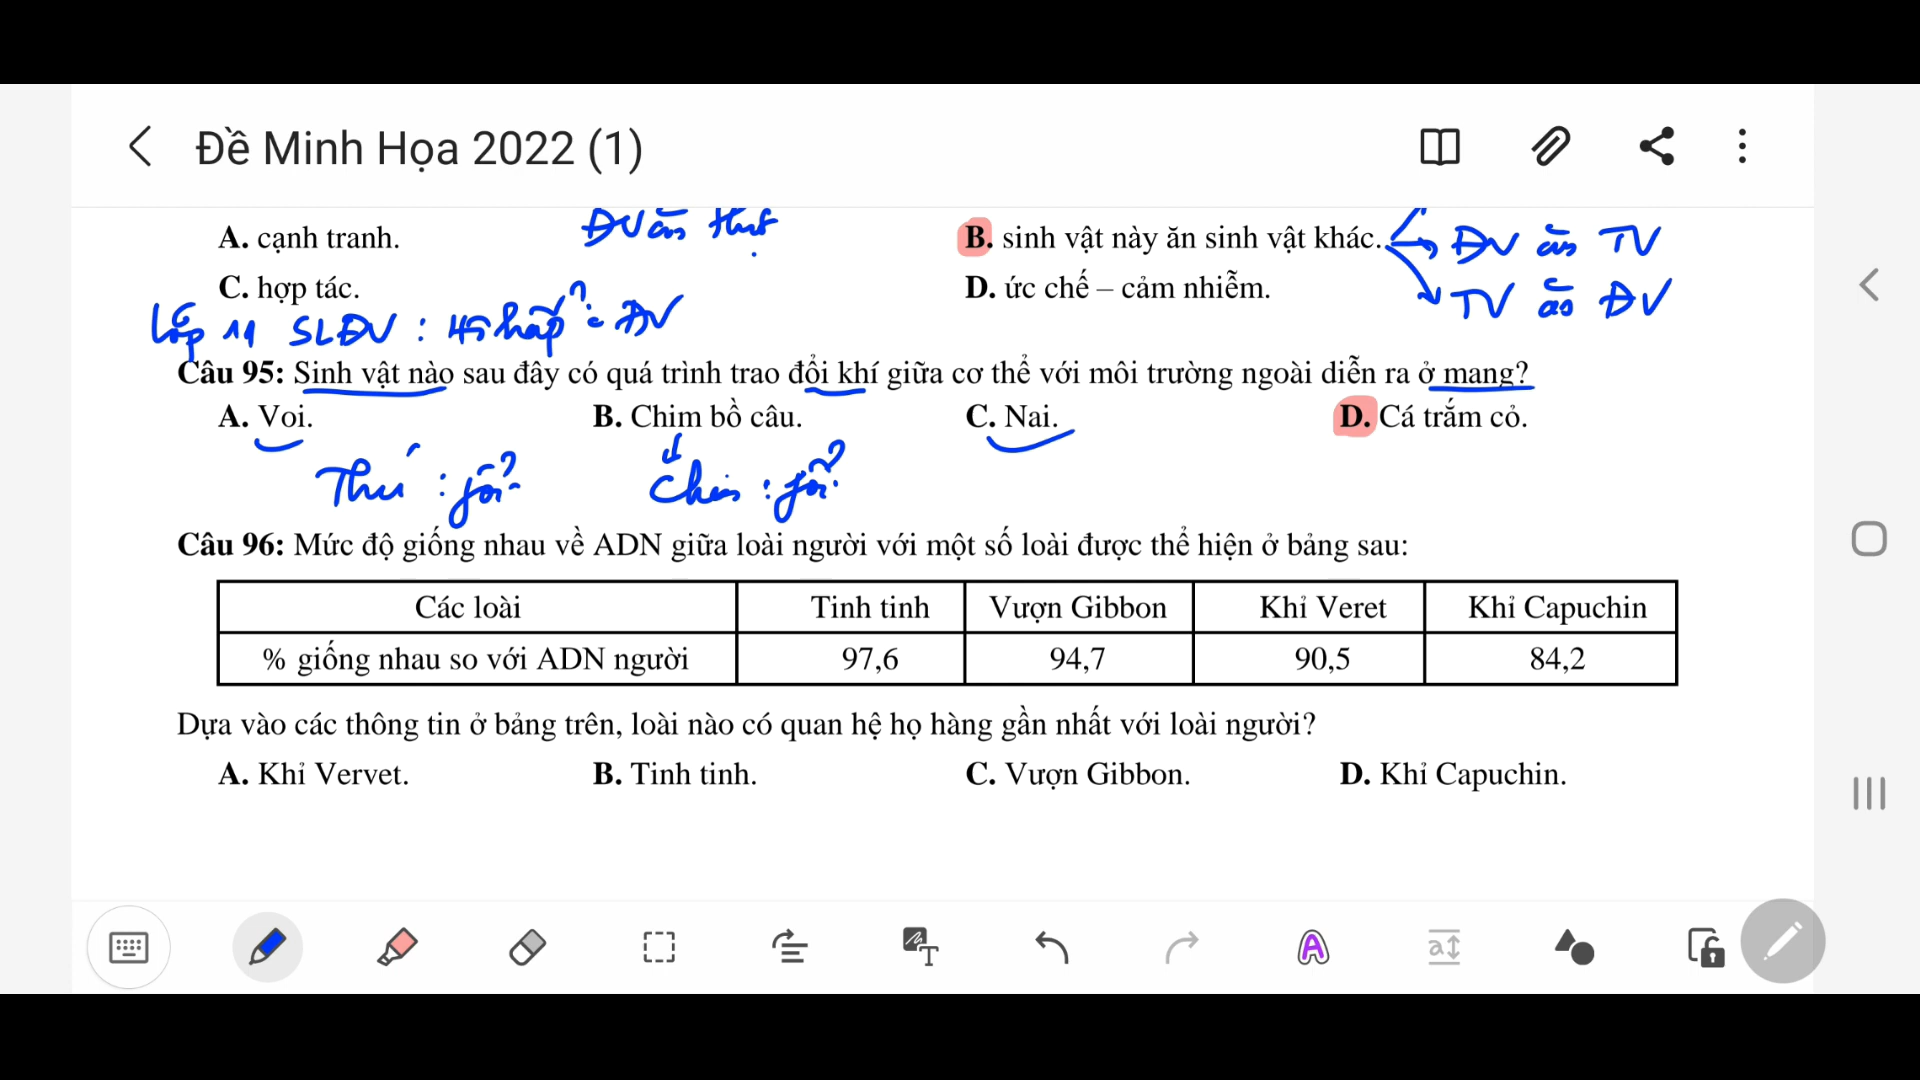 Đề Minh Họa 2022 (1)
ĐV ăn thịt
A. cạnh tranh.
B. sinh vật này ăn sinh vật khác.
ĐV ăn TV
C. hợp tác.
D. ức chế – cảm nhiễm.
TV ăn ĐV
Lớp 11 SLĐV : Hô hấp ở ĐV
Câu 95: Sinh vật nào sau đây có quá trình trao đổi khí giữa cơ thể với môi trường ngoài diễn ra ở mang?
A. Voi. B. Chim bồ câu. C. Nai. D. Cá trắm cỏ.
Thú : phổi Chim : phổi
Câu 96: Mức độ giống nhau về ADN giữa loài người với một số loài được thể hiện ở bảng sau:
Các loài Tinh tinh Vượn Gibbon Khỉ Veret Khỉ Capuchin
% giống nhau so với ADN người 97,6 94,7 90,5 84,2
Dựa vào các thông tin ở bảng trên, loài nào có quan hệ họ hàng gần nhất với loài người?
A. Khỉ Vervet. B. Tinh tinh. C. Vượn Gibbon. D. Khỉ Capuchin.